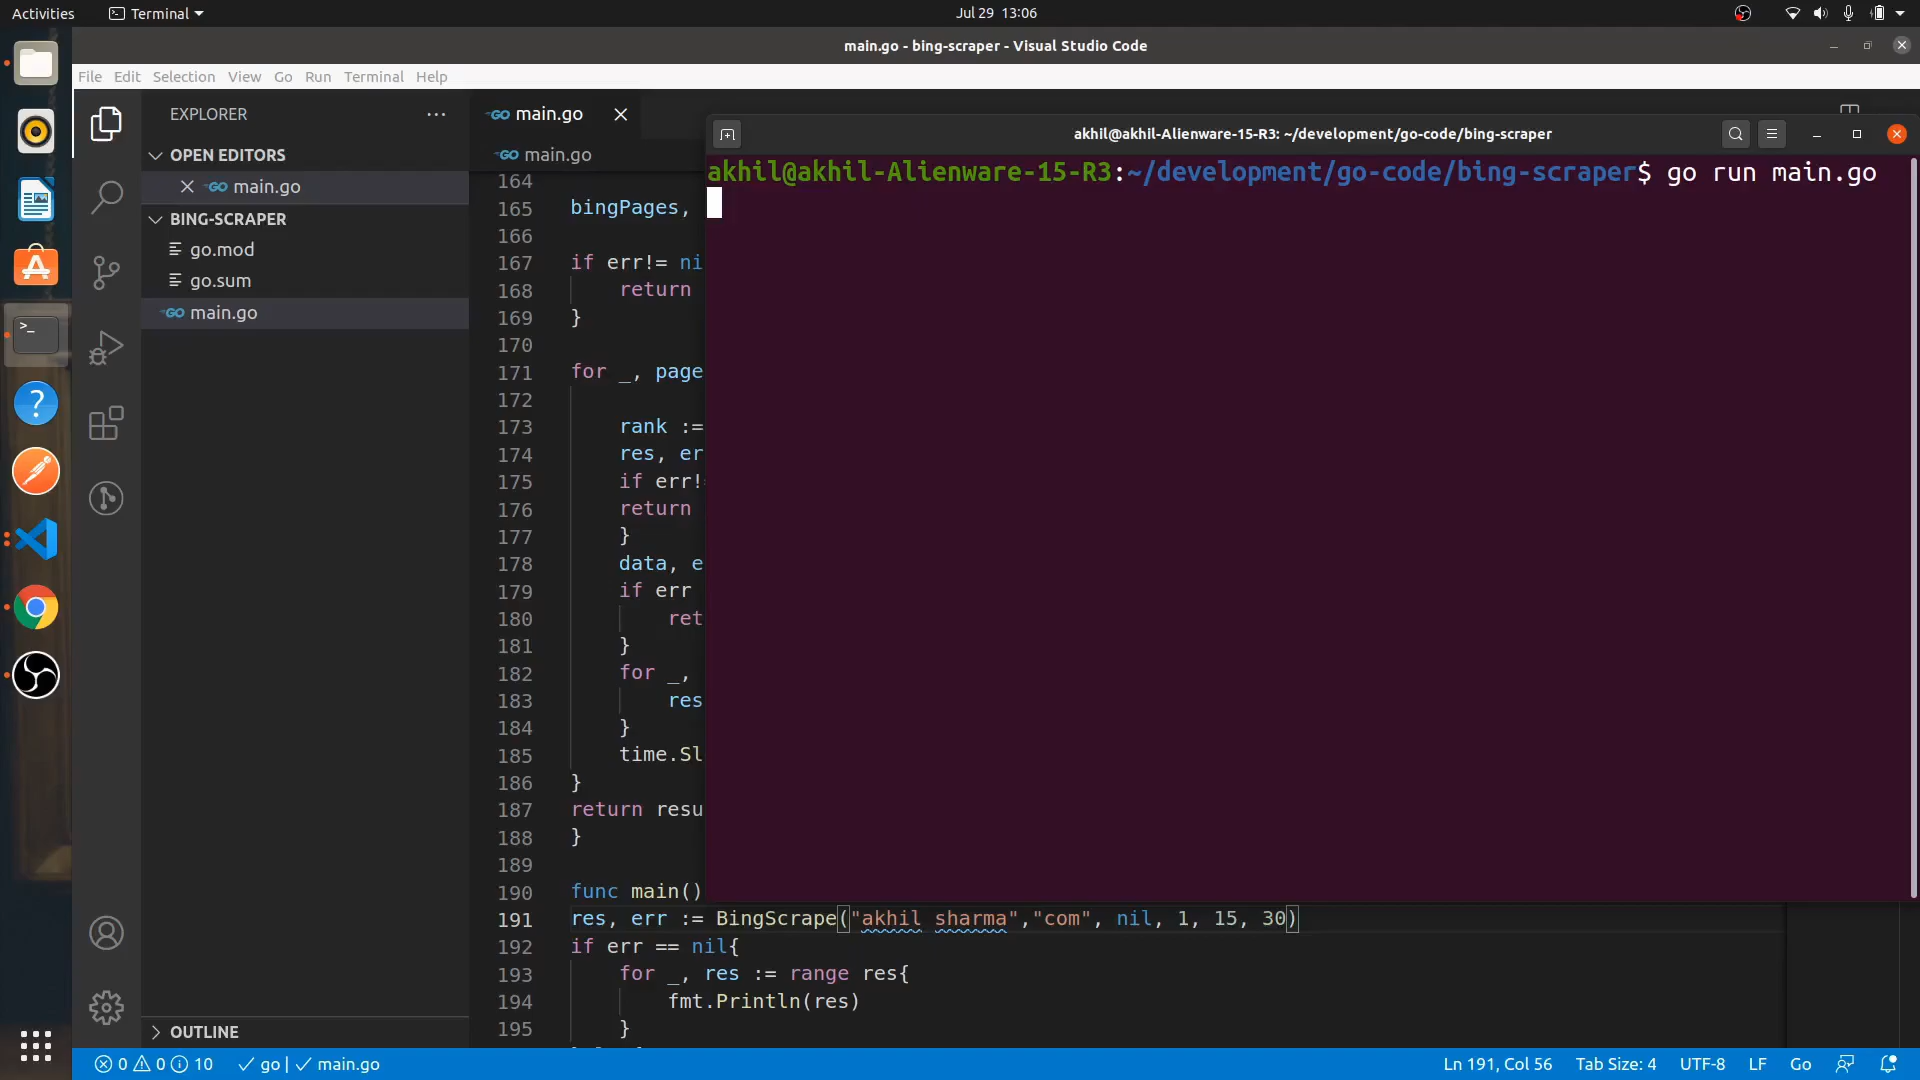 Activities
Terminal
Jul 29 13:06
main.go - bing-scraper - Visual Studio Code
File Edit Selection View Go Run Terminal Help
EXPLORER
OPEN EDITORS
main.go
BING-SCRAPER
go.mod
go.sum
main.go
OUTLINE
main.go
main.go
164
165 bingPages,
166
167 if err!= ni
168 return
169 }
170
171 for _, page
172
173 rank :=
174 res, er
175 if err!
176 return
177 }
178 data, e
179 if err
180 ret
181 }
182 for _,
183 res
184 }
185 time.Sl
186 }
187 return resu
188 }
189
190 func main()
191 res, err := BingScrape("akhil sharma","com", nil, 1, 15, 30)
192 if err == nil{
193 for _, res := range res{
194 fmt.Println(res)
195 }
akhil@akhil-Alienware-15-R3: ~/development/go-code/bing-scraper
akhil@akhil-Alienware-15-R3:~/development/go-code/bing-scraper$ go run main.go
0 0 10 go | main.go
Ln 191, Col 56 Tab Size: 4 UTF-8 LF Go